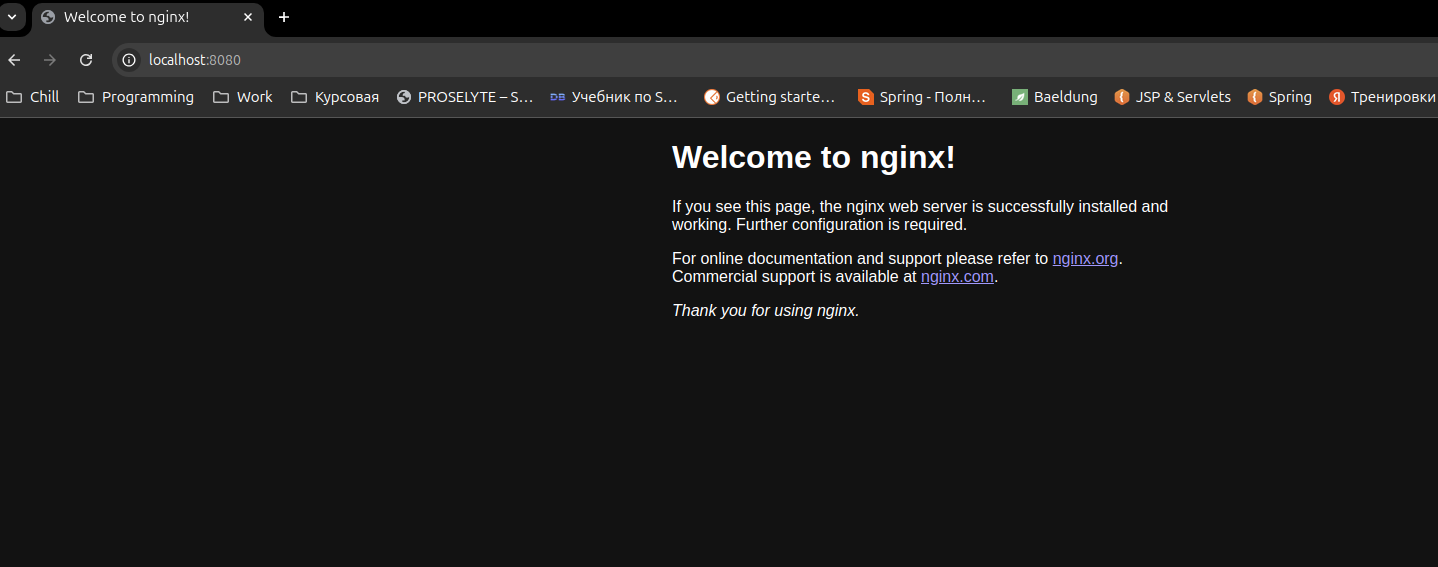 Welcome to nginx!
localhost:8080
Chill Programming Work Курсовая PROSELYTE – S... DB Учебник по S... Getting starte... S Spring - Полн... Baeldung JSP & Servlets Spring Я Тренировки
Welcome to nginx!
If you see this page, the nginx web server is successfully installed and
working. Further configuration is required.
For online documentation and support please refer to nginx.org.
Commercial support is available at nginx.com.
Thank you for using nginx.